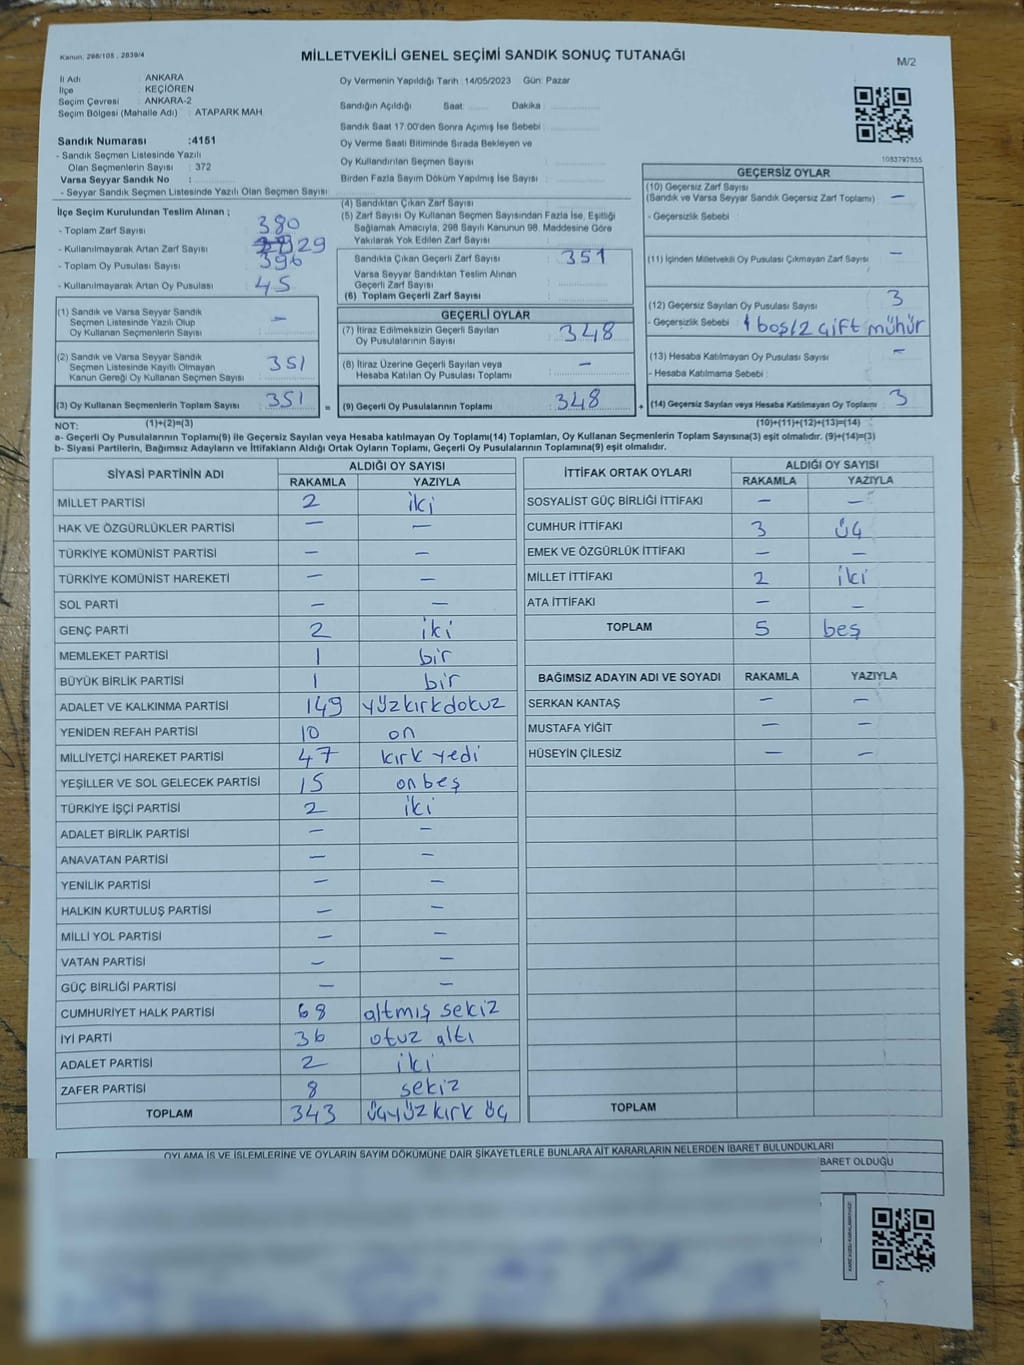 Kanun: 298/105 , 2839/4
MİLLETVEKİLİ GENEL SEÇİMİ SANDIK SONUÇ TUTANAĞI
M/2
İl Adı : ANKARA
İlçe : KEÇİÖREN
Seçim Çevresi : ANKARA-2
Seçim Bölgesi (Mahalle Adı) : ATAPARK MAH
Sandık Numarası :4151
- Sandık Seçmen Listesinde Yazılı
Olan Seçmenlerin Sayısı : 372
Varsa Seyyar Sandık No :
- Seyyar Sandık Seçmen Listesinde Yazılı Olan Seçmen Sayısı :
Oy Vermenin Yapıldığı Tarih :14/05/2023 Gün: Pazar
Sandığın Açıldığı Saat: Dakika :
Sandık Saat 17:00'den Sonra Açımış İse Sebebi :
Oy Verme Saati Bitiminde Sırada Bekleyen ve
Oy Kullandırılan Seçmen Sayısı :
Birden Fazla Sayım Döküm Yapılmış İse Sayısı :
1083797855
İlçe Seçim Kurulundan Teslim Alınan ;
- Toplam Zarf Sayısı : 380
- Kullanılmayarak Artan Zarf Sayısı : 29
- Toplam Oy Pusulası Sayısı : 396
- Kullanılmayarak Artan Oy Pusulası : 45
(1) Sandık ve Varsa Seyyar Sandık
Seçmen Listesinde Yazılı Olup
Oy Kullanan Seçmenlerin Sayısı : –
(2) Sandık ve Varsa Seyyar Sandık
Seçmen Listesinde Kayıtlı Olmayan
Kanun Gereği Oy Kullanan Seçmen Sayısı : 351
(3) Oy Kullanan Seçmenlerin Toplam Sayısı : 351 =
(4) Sandıktan Çıkan Zarf Sayısı :
(5) Zarf Sayısı Oy Kullanan Seçmen Sayısından Fazla İse, Eşitliği
Sağlamak Amacıyla, 298 Sayılı Kanunun 98. Maddesine Göre
Yakılarak Yok Edilen Zarf Sayısı :
Sandıkta Çıkan Geçerli Zarf Sayısı : 351
Varsa Seyyar Sandıktan Teslim Alınan
Geçerli Zarf Sayısı :
(6) Toplam Geçerli Zarf Sayısı :
GEÇERLİ OYLAR
(7) İtiraz Edilmeksizin Geçerli Sayılan
Oy Pusulalarının Sayısı : 348
(8) İtiraz Üzerine Geçerli Sayılan veya
Hesaba Katılan Oy Pusulası Toplamı : –
(9) Geçerli Oy Pusulalarının Toplamı : 348 +
GEÇERSİZ OYLAR
(10) Geçersiz Zarf Sayısı
(Sandık ve Varsa Seyyar Sandık Geçersiz Zarf Toplamı) : –
- Geçersizlik Sebebi :
(11) İçinden Milletvekili Oy Pusulası Çıkmayan Zarf Sayısı : –
(12) Geçersiz Sayılan Oy Pusulası Sayısı : 3
- Geçersizlik Sebebi : 1 boş/2 çift mühür
(13) Hesaba Katılmayan Oy Pusulası Sayısı : –
- Hesaba Katılmama Sebebi :
(14) Geçersiz Sayılan veya Hesaba Katılmayan Oy Toplamı : 3
NOT: (1)+(2)=(3) (10)+(11)+(12)+(13)=(14)
a- Geçerli Oy Pusulalarının Toplamı(9) ile Geçersiz Sayılan veya Hesaba katılmayan Oy Toplamı(14) Toplamları, Oy Kullanan Seçmenlerin Toplam Sayısına(3) eşit olmalıdır. (9)+(14)=(3)
b- Siyasi Partilerin, Bağımsız Adayların ve İttifakların Aldığı Ortak Oyların Toplamı, Geçerli Oy Pusulalarının Toplamına(9) eşit olmalıdır.
SİYASİ PARTİNİN ADI ALDIĞI OY SAYISI
RAKAMLA YAZIYLA
MİLLET PARTİSİ 2 iki
HAK VE ÖZGÜRLÜKLER PARTİSİ – –
TÜRKİYE KOMÜNİST PARTİSİ – –
TÜRKİYE KOMÜNİST HAREKETİ – –
SOL PARTİ – –
GENÇ PARTİ 2 iki
MEMLEKET PARTİSİ 1 bir
BÜYÜK BİRLİK PARTİSİ 1 bir
ADALET VE KALKINMA PARTİSİ 149 yüzkırkdokuz
YENİDEN REFAH PARTİSİ 10 on
MİLLİYETÇİ HAREKET PARTİSİ 47 kırk yedi
YEŞİLLER VE SOL GELECEK PARTİSİ 15 onbeş
TÜRKİYE İŞÇİ PARTİSİ 2 iki
ADALET BİRLİK PARTİSİ – –
ANAVATAN PARTİSİ – –
YENİLİK PARTİSİ – –
HALKIN KURTULUŞ PARTİSİ – –
MİLLİ YOL PARTİSİ – –
VATAN PARTİSİ – –
GÜÇ BİRLİĞİ PARTİSİ – –
CUMHURİYET HALK PARTİSİ 68 altmış sekiz
İYİ PARTİ 36 otuz altı
ADALET PARTİSİ 2 iki
ZAFER PARTİSİ 8 sekiz
TOPLAM 343 üçyüzkırk üç
İTTİFAK ORTAK OYLARI ALDIĞI OY SAYISI
RAKAMLA YAZIYLA
SOSYALİST GÜÇ BİRLİĞİ İTTİFAKI – –
CUMHUR İTTİFAKI 3 üç
EMEK VE ÖZGÜRLÜK İTTİFAKI – –
MİLLET İTTİFAKI 2 iki
ATA İTTİFAKI – –
TOPLAM 5 beş
BAĞIMSIZ ADAYIN ADI VE SOYADI RAKAMLA YAZIYLA
SERKAN KANTAŞ – –
MUSTAFA YİĞİT – –
HÜSEYİN ÇİLESİZ – –
TOPLAM
OYLAMA İŞ VE İŞLEMLERİNE VE OYLARIN SAYIM DÖKÜMÜNE DAİR ŞİKAYETLERLE BUNLARA AİT KARARLARIN NELERDEN İBARET BULUNDUKLARI
BARET OLDUĞU